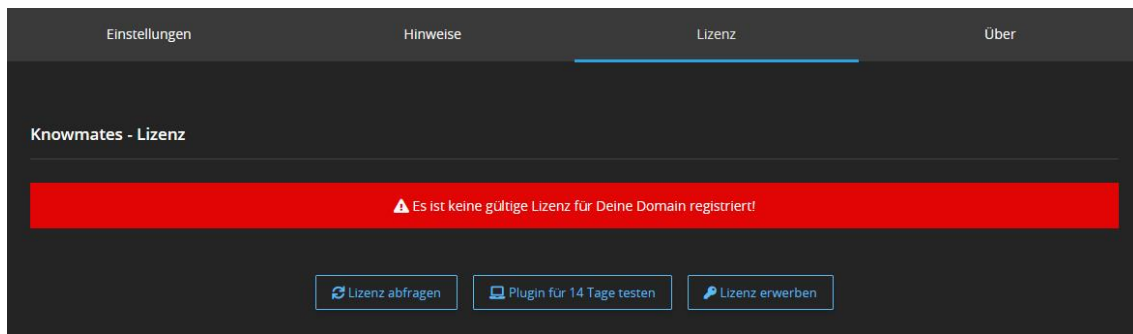 Einstellungen Hinweise Lizenz Über
Knowmates - Lizenz
Es ist keine gültige Lizenz für Deine Domain registriert!
Lizenz abfragen Plugin für 14 Tage testen Lizenz erwerben